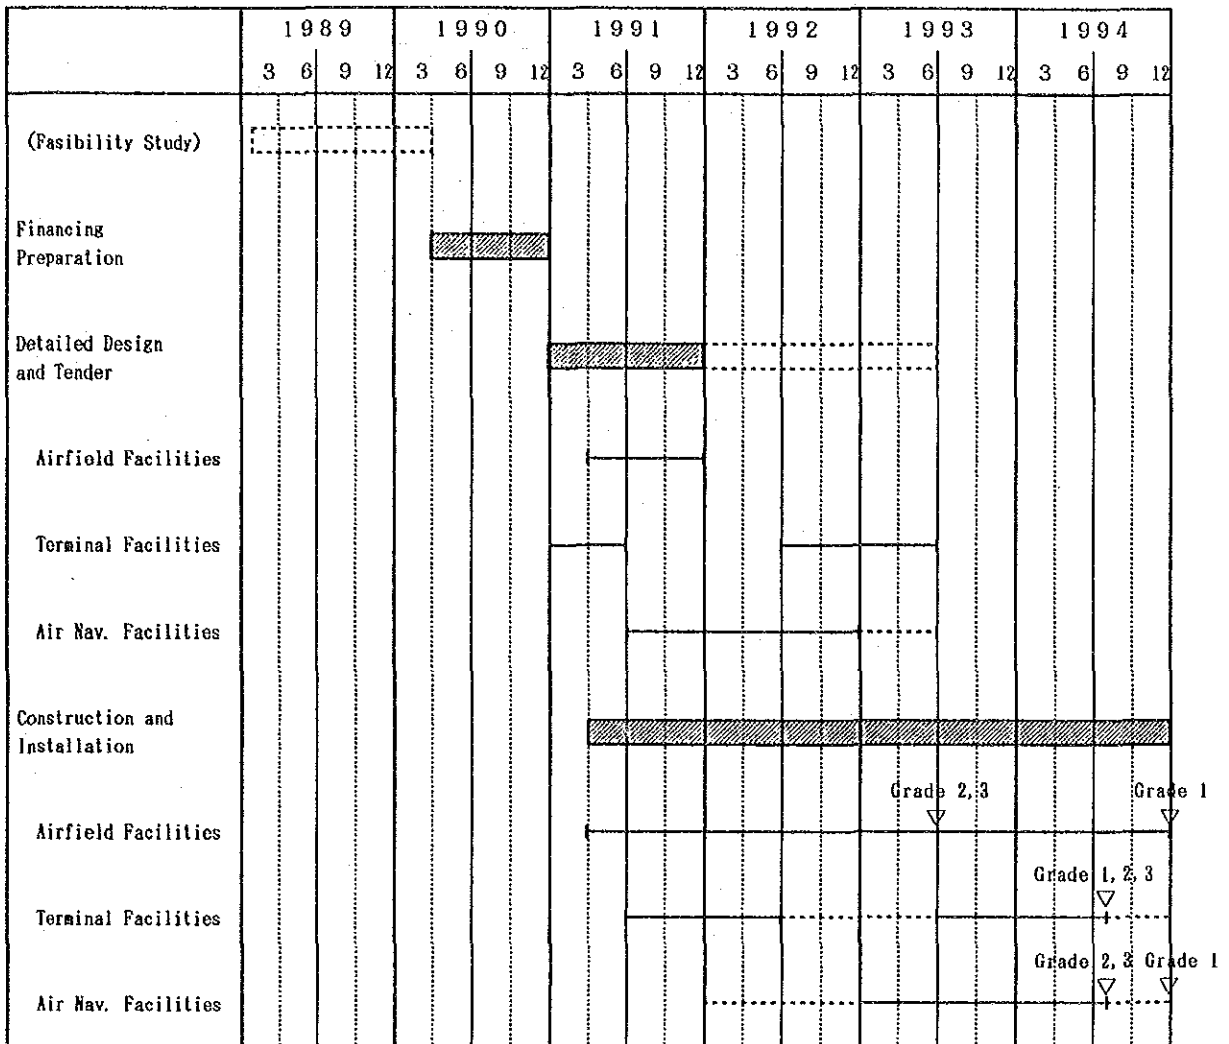 1989 1990 1991 1992 1993 1994
3 6 9 12 3 6 9 12 3 6 9 12 3 6 9 12 3 6 9 12 3 6 9 12
(Fasibility Study)
Financing
Preparation
Detailed Design
and Tender
Airfiold Facilities
Terminal Facilities
Air Nav. Facilities
Construction and
Installation
Grade 2,3 Grade 1
Airfield Facilities
Grade 1,2,3
Terminal Facilities
Grade 2,3 Grade 1
Air Nav. Facilities